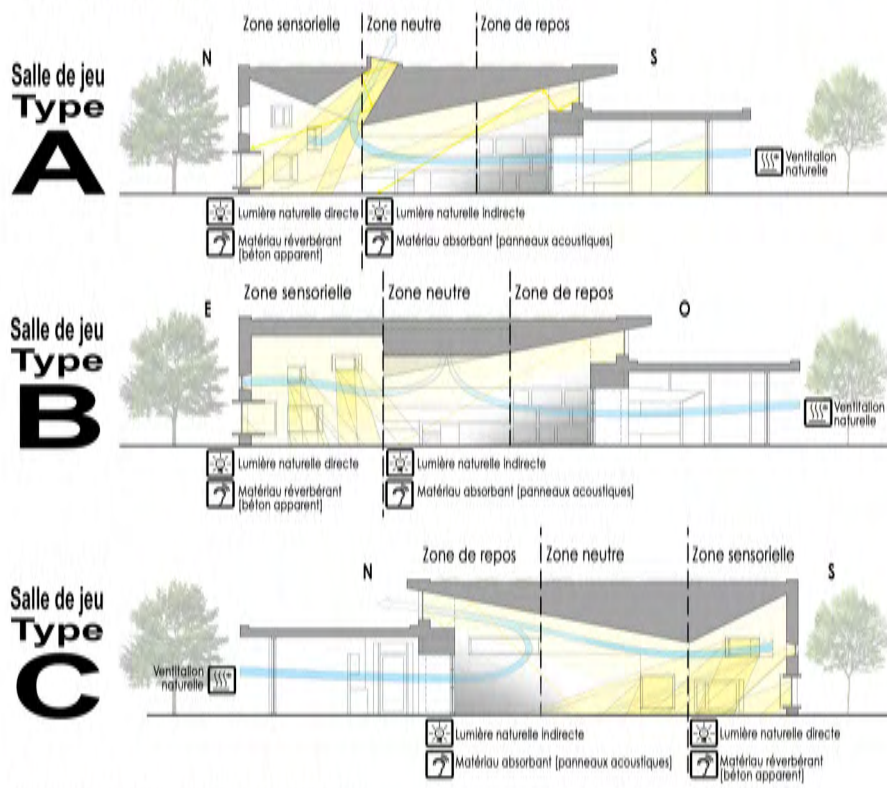 Zone sensorielle
Zone neutre
Zone de repos
N
S
Salle de jeu
Type
A
Ventitalion
naturelle
Lumière naturelle directe
Lumière naturelle indirecte
Matériau réverbérant
[béton apparent]
Matériau absorbant [panneaux acoustiques]
Zone sensorielle
Zone neutre
Zone de repos
E
O
Salle de jeu
Type
B
Ventitation
naturelle
Lumière naturelle directe
Lumière naturelle indirecte
Matériau réverbérant
[béton apparent]
Matériau absorbant [panneaux acoustiques]
Zone de repos
Zone neutre
Zone sensorielle
N
S
Salle de jeu
Type
C
Ventitalion
naturelle
Lumière naturelle indirecte
Lumière naturelle directe
Matériau absorbant [panneaux acoustiques]
Matériau réverbérant
[béton apparent]